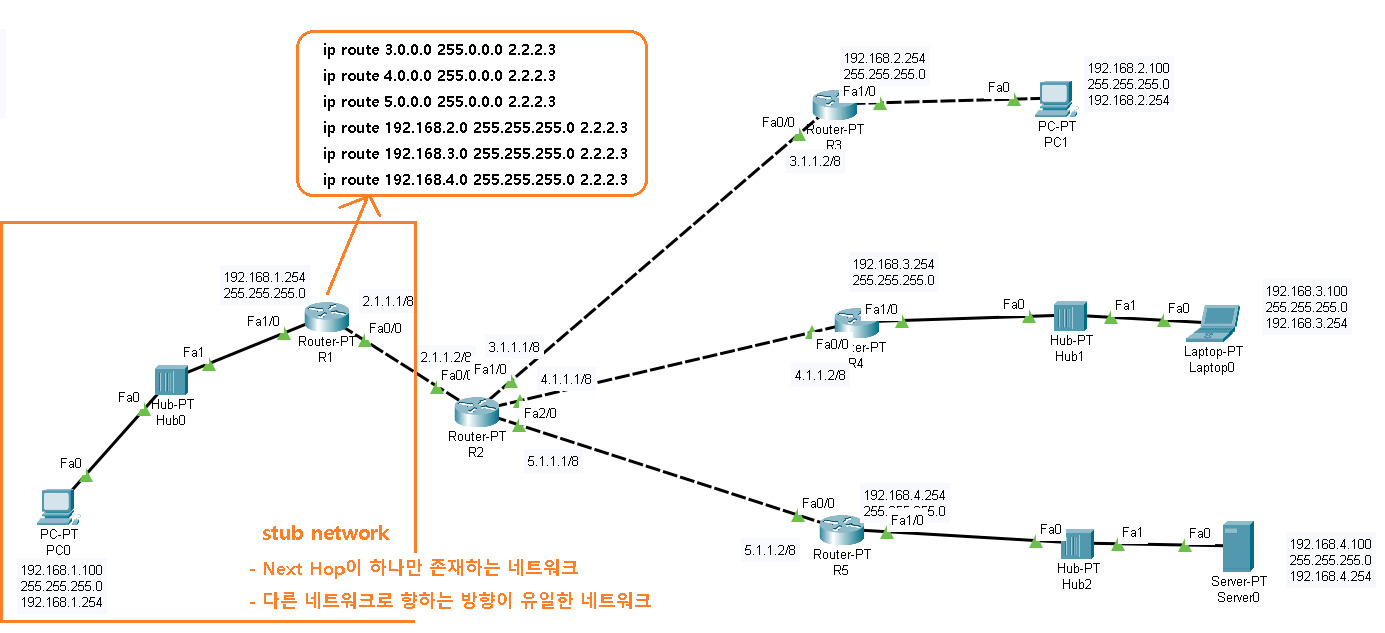 ip route 3.0.0.0 255.0.0.0 2.2.2.3
ip route 4.0.0.0 255.0.0.0 2.2.2.3
ip route 5.0.0.0 255.0.0.0 2.2.2.3
ip route 192.168.2.0 255.255.255.0 2.2.2.3
ip route 192.168.3.0 255.255.255.0 2.2.2.3
ip route 192.168.4.0 255.255.255.0 2.2.2.3
192.168.2.254
255.255.255.0
Fa1/0
Fa0/0
Router-PT
R3
3.1.1.2/8
Fa0
192.168.2.100
255.255.255.0
192.168.2.254
PC-PT
PC1
192.168.1.254
255.255.255.0
2.1.1.1/8
Fa1/0
Fa0/0
Router-PT
R1
Fa1
Fa0
Hub-PT
Hub0
Fa0
PC-PT
PC0
192.168.1.100
255.255.255.0
192.168.1.254
2.1.1.2/8
Fa0/0
3.1.1.1/8
Fa1/0
4.1.1.1/8
Fa2/0
Router-PT
R2
5.1.1.1/8
192.168.3.254
255.255.255.0
Fa1/0
Fa0/0
R4
4.1.1.2/8
Fa0
Fa1
Hub-PT
Hub1
Fa0
192.168.3.100
255.255.255.0
192.168.3.254
Laptop-PT
Laptop0
192.168.4.254
Fa0/0
Fa1/0
5.1.1.2/8
Router-PT
R5
Fa0
Fa1
Hub-PT
Hub2
Fa0
Server-PT
Server0
192.168.4.100
255.255.255.0
192.168.4.254
stub network
- Next Hop이 하나만 존재하는 네트워크
- 다른 네트워크로 향하는 방향이 유일한 네트워크